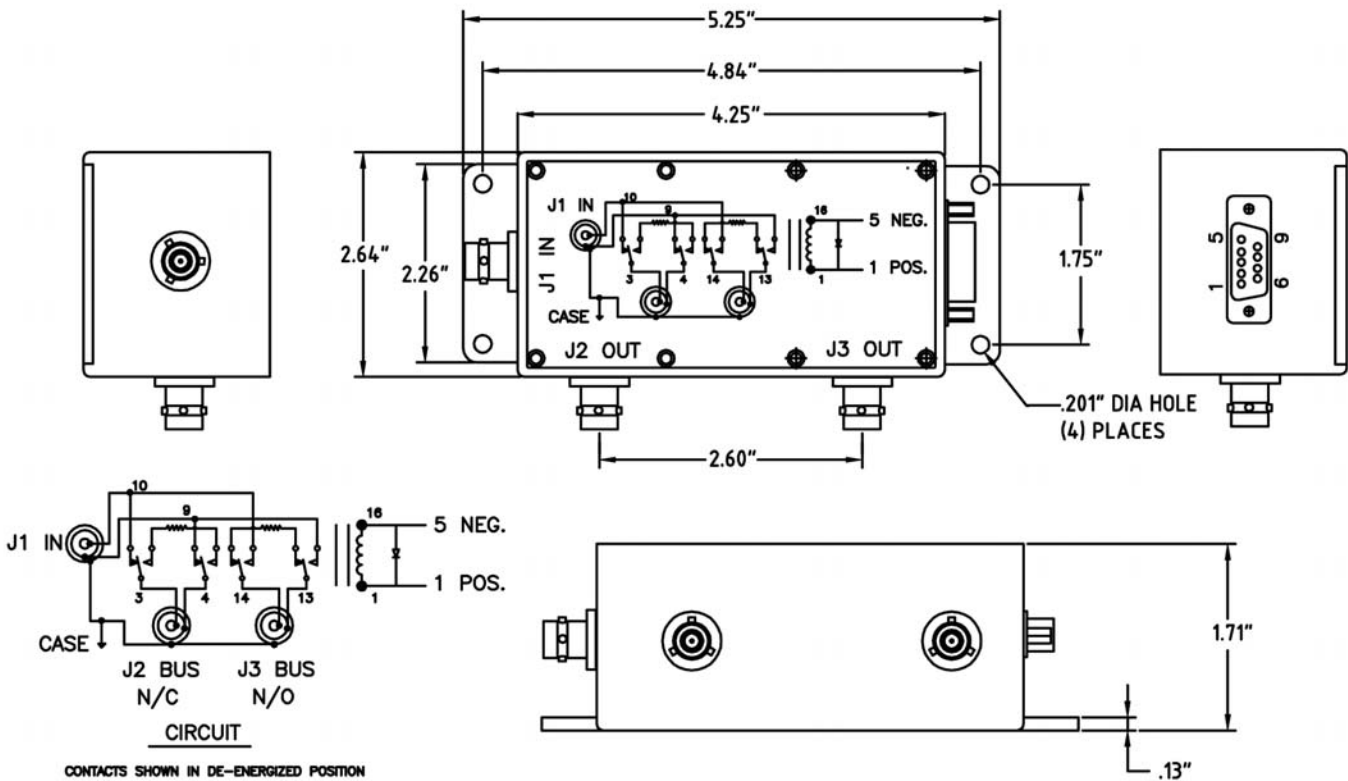 5.25"
4.84"
4.25"
2.64"
2.26"
J1 IN
J1 IN
10
9
16
5 NEG.
1 POS.
3
4
14
13
1
CASE
J2 OUT
J3 OUT
1.75"
5
9
1
6
.201" DIA HOLE
(4) PLACES
2.60"
J1 IN
10
9
16
5 NEG.
1 POS.
3
4
14
13
1
CASE
J2 BUS
N/C
J3 BUS
N/O
CIRCUIT
CONTACTS SHOWN IN DE-ENERGIZED POSITION
1.71"
.13"